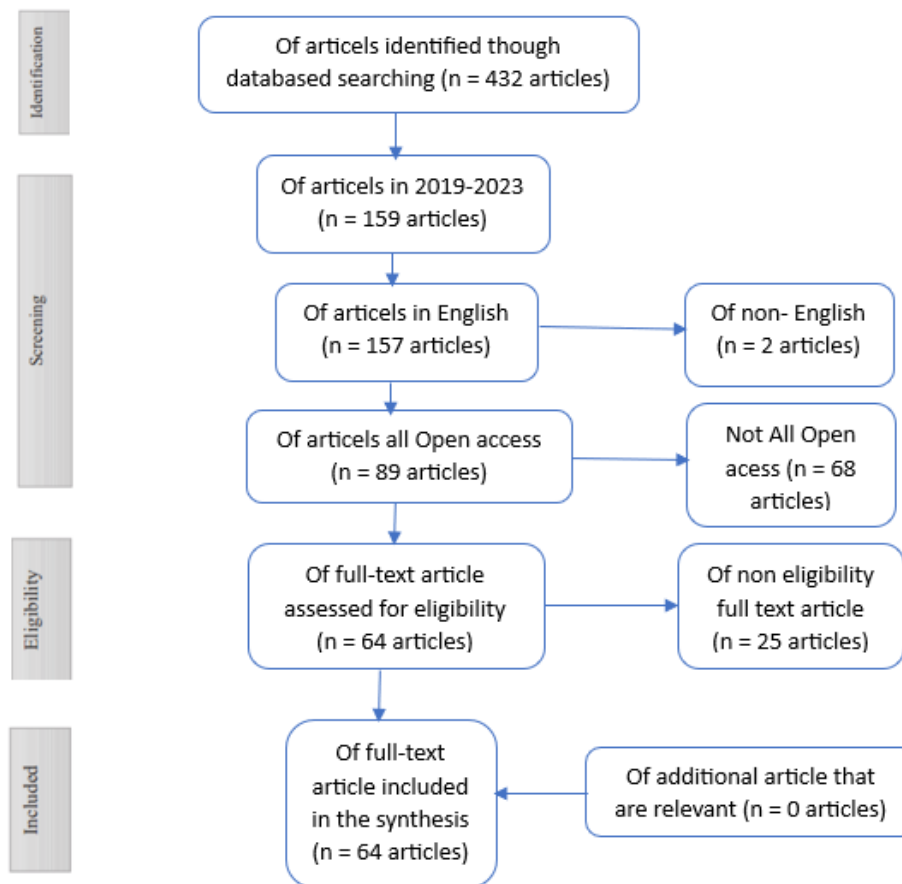 Identification
Of articels identified though
databased searching (n = 432 articles)
Screening
Of articels in 2019-2023
(n = 159 articles)
Of articels in English
(n = 157 articles)
Of non- English
(n = 2 articles)
Of articels all Open access
(n = 89 articles)
Not All Open
acess (n = 68
articles)
Eligibility
Of full-text article
assessed for eligibility
(n = 64 articles)
Of non eligibility
full text article
(n = 25 articles)
Included
Of full-text
article included
in the synthesis
(n = 64 articles)
Of additional article that
are relevant (n = 0 articles)